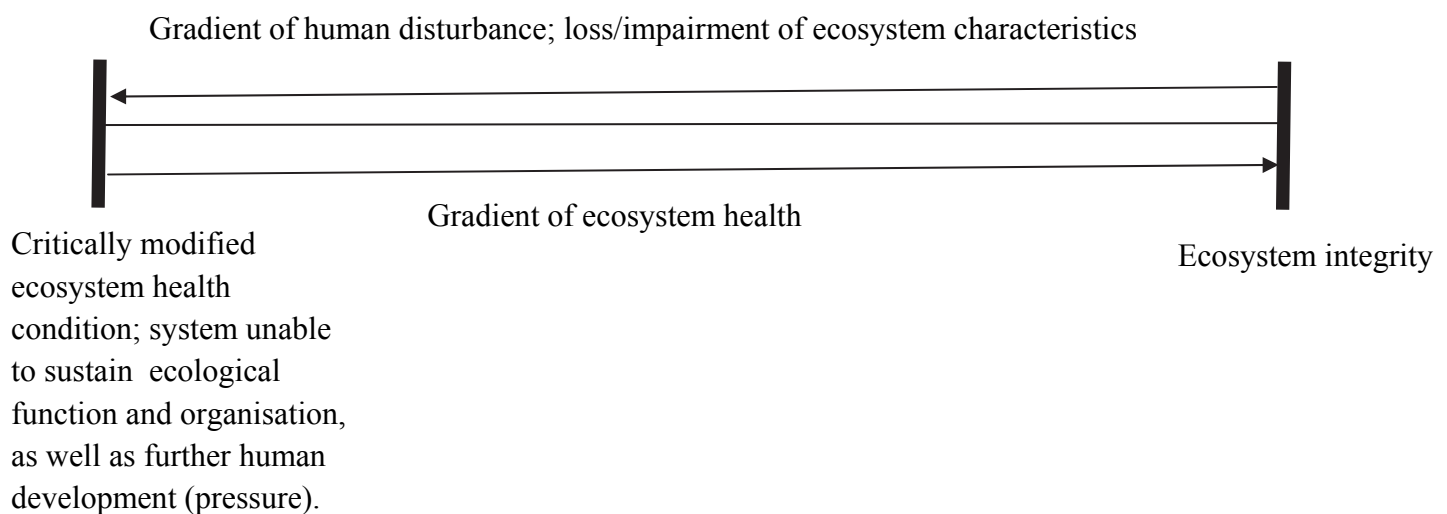 Gradient of human disturbance; loss/impairment of ecosystem characteristics
Gradient of ecosystem health
Critically modified
ecosystem health
condition; system unable
to sustain ecological
function and organisation,
as well as further human
development (pressure).
Ecosystem integrity